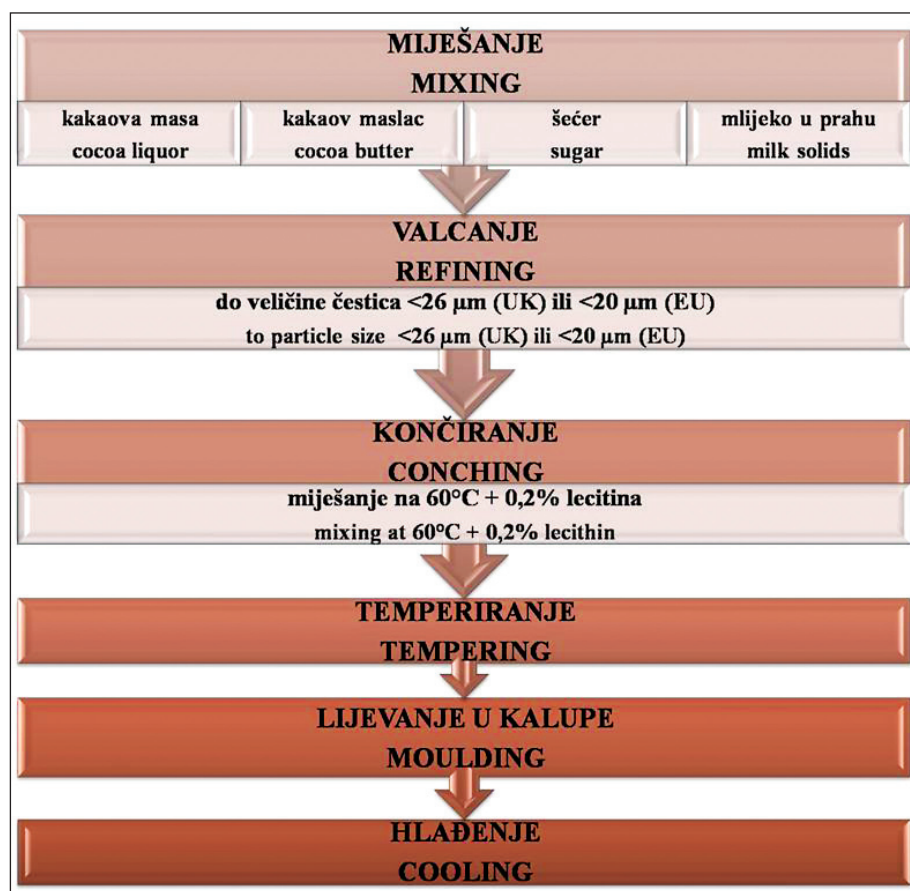 MIJEŠANJE
MIXING
kakaova masa
cocoa liquor
kakaov maslac
cocoa butter
šećer
sugar
mlijeko u prahu
milk solids
VALCANJE
REFINING
do veličine čestica <26 µm (UK) ili <20 µm (EU)
to particle size <26 µm (UK) ili <20 µm (EU)
KONČIRANJE
CONCHING
miješanje na 60°C + 0,2% lecitina
mixing at 60°C + 0,2% lecithin
TEMPERIRANJE
TEMPERING
LIJEVANJE U KALUPE
MOULDING
HLAĐENJE
COOLING